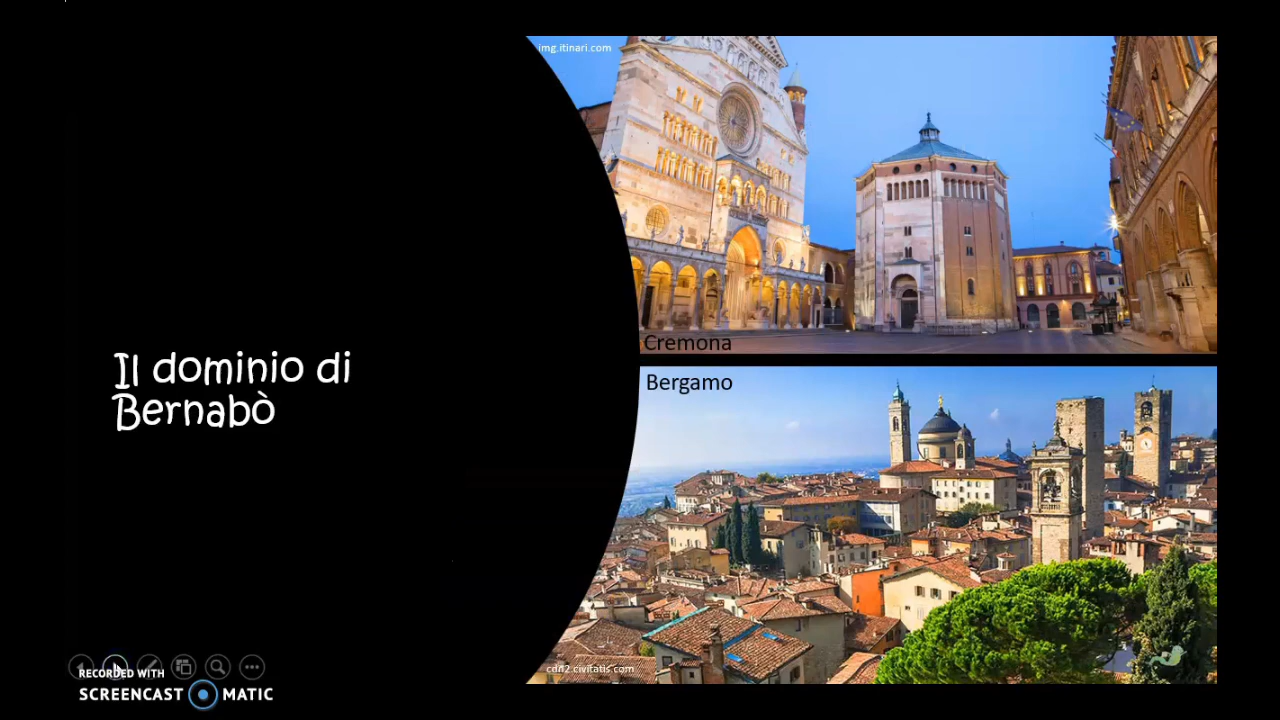 img.itinari.com
Cremona
Bergamo
Il dominio di
Bernabò
cdn2.civitatis.com
RECORDED WITH
SCREENCAST MATIC